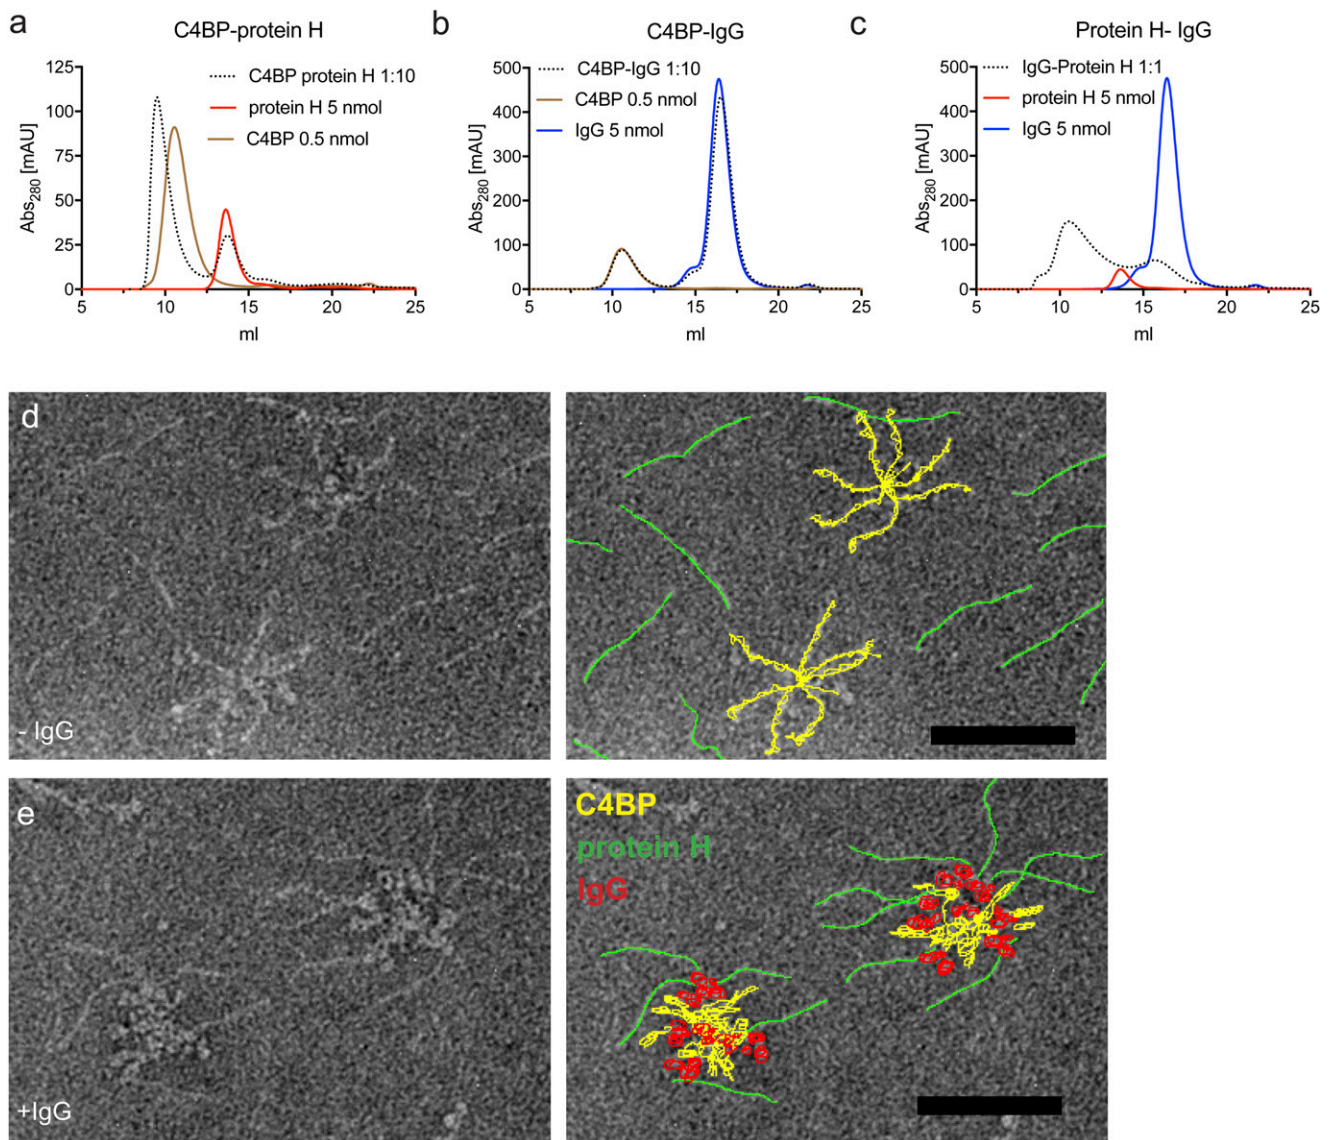 a
C4BP-protein H
125
100
75
50
25
0
Abs280 [mAU]
C4BP protein H 1:10
protein H 5 nmol
C4BP 0.5 nmol
5 10 15 20 25
ml
b
C4BP-IgG
500
400
300
200
100
0
Abs280 [mAU]
C4BP-IgG 1:10
C4BP 0.5 nmol
IgG 5 nmol
5 10 15 20 25
ml
c
Protein H- IgG
500
400
300
200
100
0
Abs280 [mAU]
IgG-Protein H 1:1
protein H 5 nmol
IgG 5 nmol
5 10 15 20 25
ml
d
- IgG
e
+IgG
C4BP
protein H
IgG